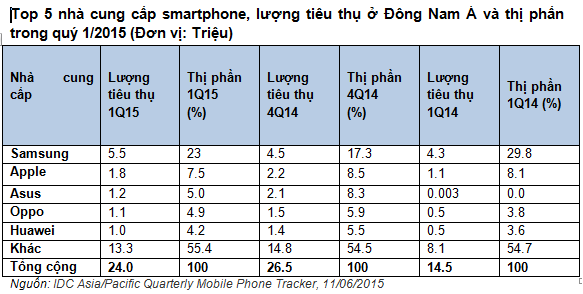 Top 5 nhà cung cấp smartphone, lượng tiêu thụ ở Đông Nam Á và thị phần
trong quý 1/2015 (Đơn vị: Triệu)
Nhà cung cấp Lượng tiêu thụ 1Q15 Thị phần 1Q15 (%) Lượng tiêu thụ 4Q14 Thị phần 4Q14 (%) Lượng tiêu thụ 1Q14 Thị phần 1Q14 (%)
Samsung 5.5 23 4.5 17.3 4.3 29.8
Apple 1.8 7.5 2.2 8.5 1.1 8.1
Asus 1.2 5.0 2.1 8.3 0.003 0.0
Oppo 1.1 4.9 1.5 5.9 0.5 3.8
Huawei 1.0 4.2 1.4 5.5 0.5 3.6
Khác 13.3 55.4 14.8 54.5 8.1 54.7
Tổng cộng 24.0 100 26.5 100 14.5 100
Nguồn: IDC Asia/Pacific Quarterly Mobile Phone Tracker, 11/06/2015